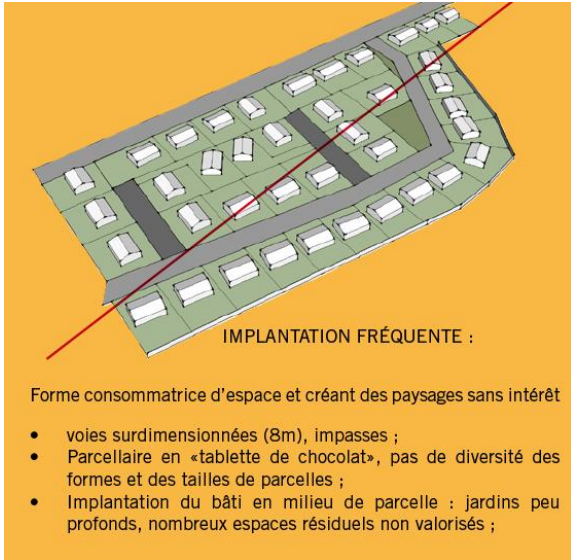 IMPLANTATION FRÉQUENTE :
Forme consommatrice d'espace et créant des paysages sans intérêt
• voies surdimensionnées (8m), impasses ;
• Parcellaire en «tablette de chocolat», pas de diversité des
formes et des tailles de parcelles ;
• Implantation du bâti en milieu de parcelle : jardins peu
profonds, nombreux espaces résiduels non valorisés ;